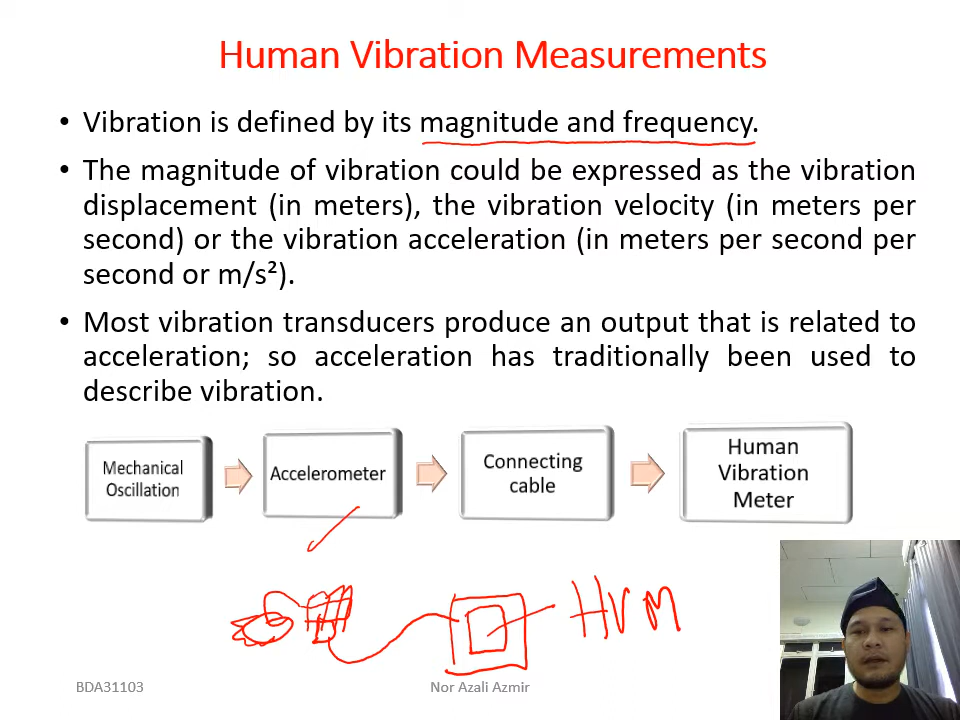 Human Vibration Measurements
• Vibration is defined by its magnitude and frequency.
• The magnitude of vibration could be expressed as the vibration
displacement (in meters), the vibration velocity (in meters per
second) or the vibration acceleration (in meters per second per
second or m/s²).
• Most vibration transducers produce an output that is related to
acceleration; so acceleration has traditionally been used to
describe vibration.
Mechanical
Oscillation
Accelerometer
Connecting
cable
Human
Vibration
Meter
HVM
BDA31103
Nor Azali Azmir